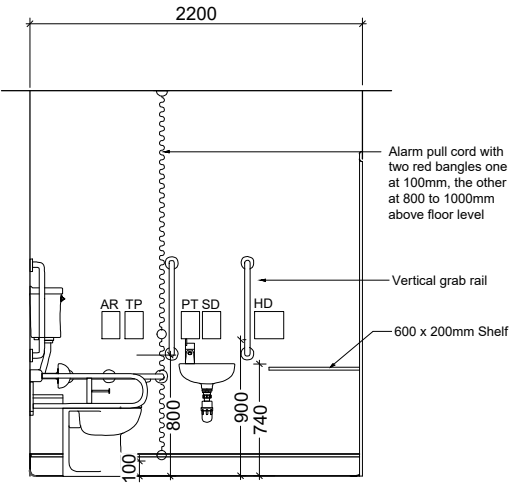 2200
Alarm pull cord with
two red bangles one
at 100mm, the other
at 800 to 1000mm
above floor level
Vertical grab rail
AR TP PT SD HD
600 x 200mm Shelf
100
800
900
740